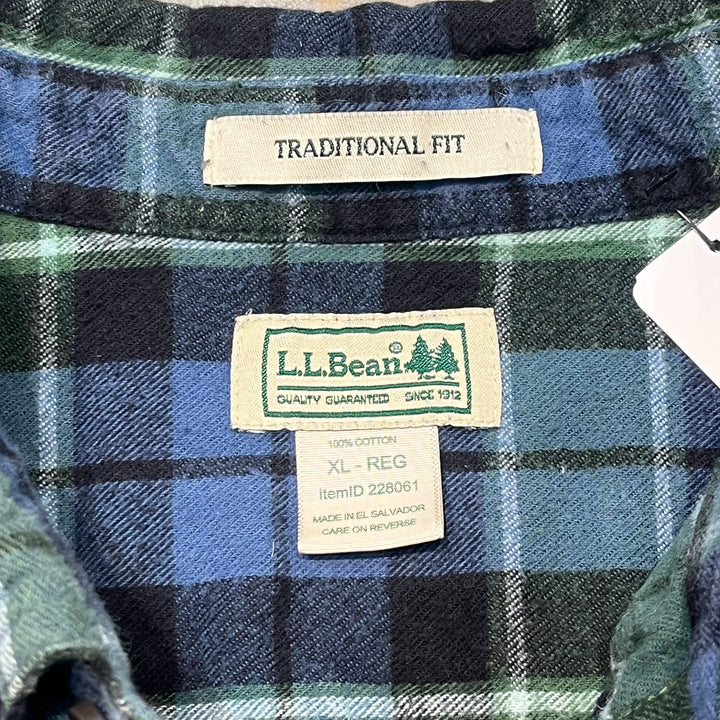 TRADITIONAL FIT
L.L.Bean®
QUALITY GUARANTEED SINCE 1912
100% COTTON
XL - REG
ItemID 228061
MADE IN EL SALVADOR
CARE ON REVERSE